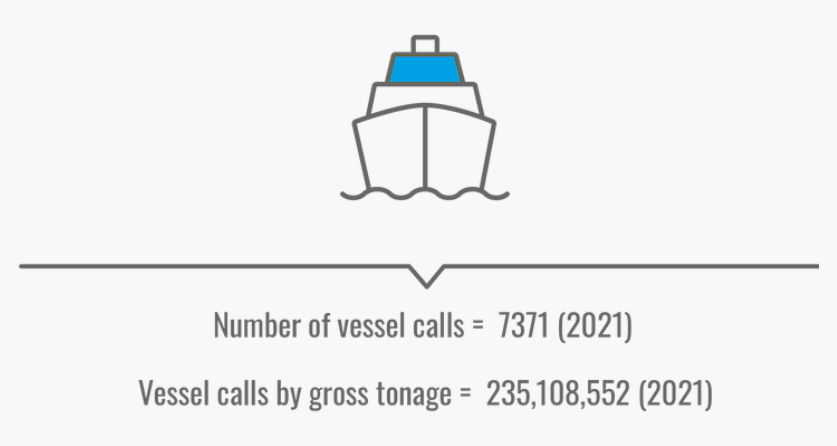 Number of vessel calls = 7371 (2021)
Vessel calls by gross tonage = 235,108,552 (2021)